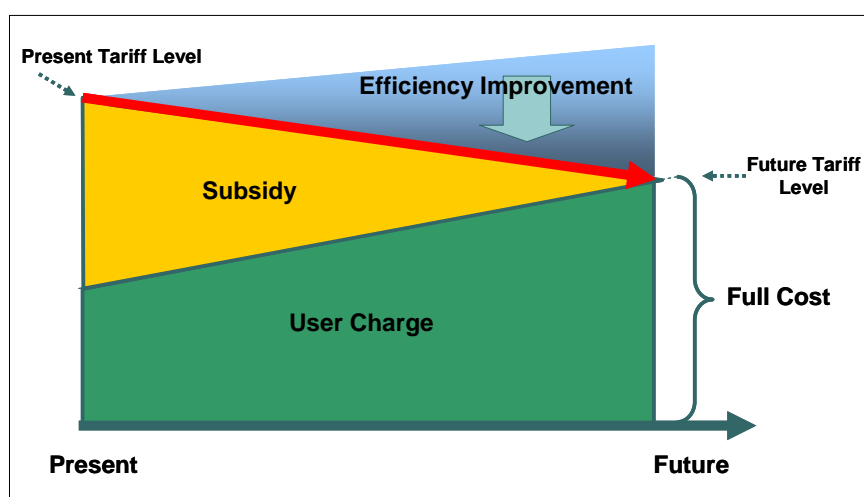 Present Tariff Level
Efficiency Improvement
Future Tariff
Level
Subsidy
Full Cost
User Charge
Present
Future